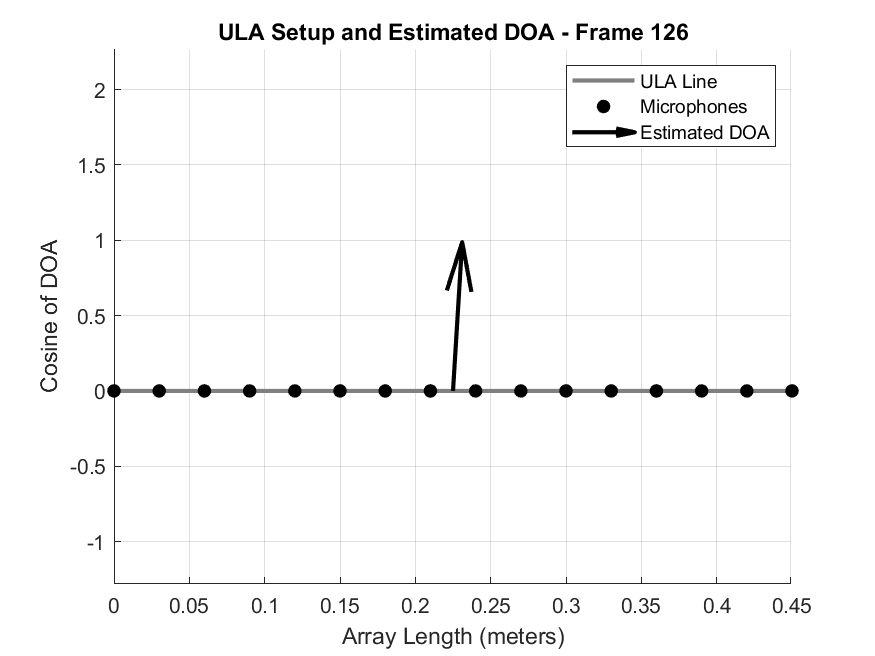 ULA Setup and Estimated DOA - Frame 126
ULA Line
Microphones
Estimated DOA
Cosine of DOA
2
1.5
1
0.5
0
-0.5
-1
0 0.05 0.1 0.15 0.2 0.25 0.3 0.35 0.4 0.45
Array Length (meters)